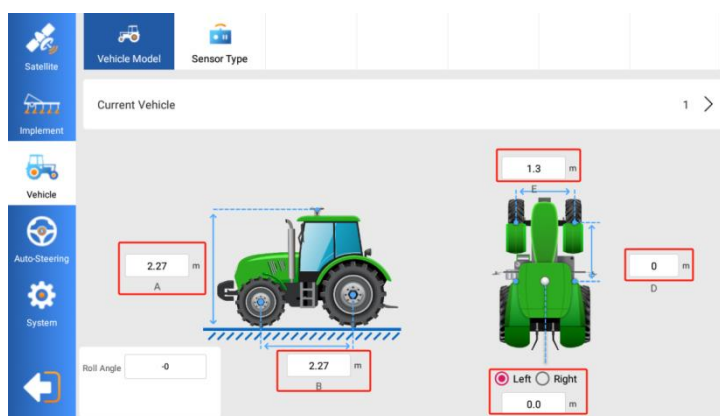 Satellite
Vehicle Model
Sensor Type
Implement
Current Vehicle
1
Vehicle
1.3 m
E
Auto-Steering
2.27 m
A
0 m
D
System
Roll Angle -0
2.27 m
B
Left Right
0.0 m